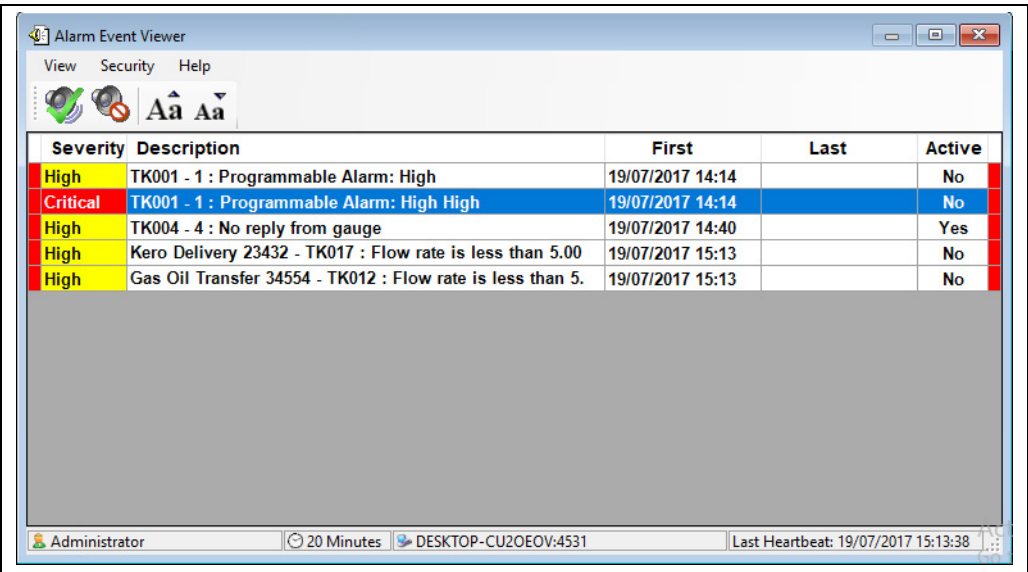 Alarm Event Viewer
View Security Help
Aa Aa
Severity Description First Last Active
High TK001 - 1 : Programmable Alarm: High 19/07/2017 14:14 No
Critical TK001 - 1 : Programmable Alarm: High High 19/07/2017 14:14 No
High TK004 - 4 : No reply from gauge 19/07/2017 14:40 Yes
High Kero Delivery 23432 - TK017 : Flow rate is less than 5.00 19/07/2017 15:13 No
High Gas Oil Transfer 34554 - TK012 : Flow rate is less than 5. 19/07/2017 15:13 No
Administrator 20 Minutes DESKTOP-CU2OEOV:4531 Last Heartbeat: 19/07/2017 15:13:38